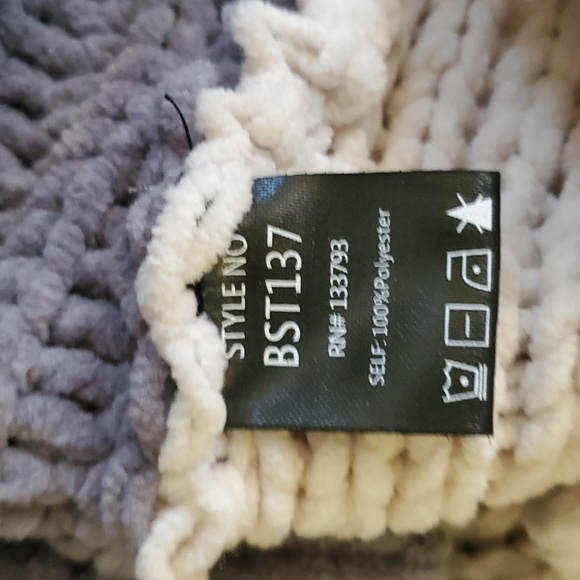 STYLE NO
BST137
RN# 133793
SELF: 100%Polyester